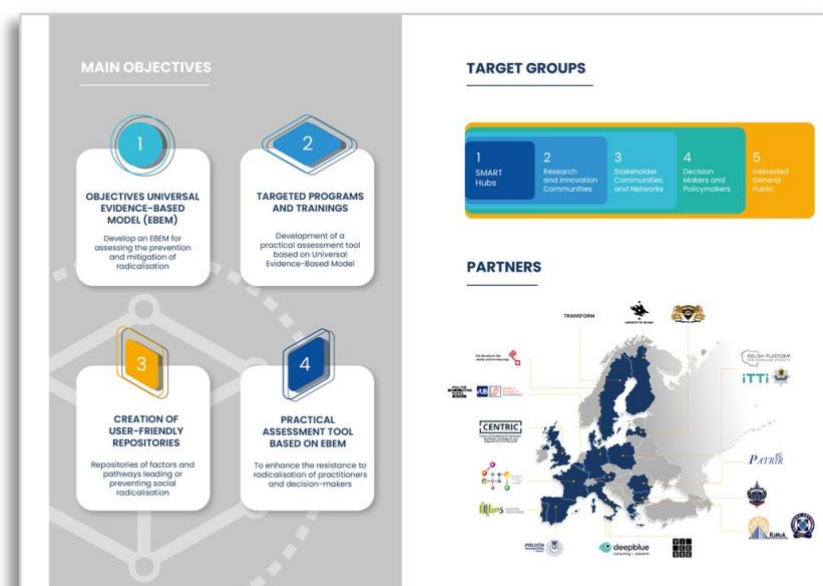 MAIN OBJECTIVES
1
OBJECTIVES UNIVERSAL
EVIDENCE-BASED
MODEL (EBEM)
Develop an EBEM for
assessing the prevention
and mitigation of
radicalisation
2
TARGETED PROGRAMS
AND TRAININGS
Development of a
practical assessment tool
based on Universal
Evidence-Based Model
3
CREATION OF
USER-FRIENDLY
REPOSITORIES
Repositories of factors and
pathways leading or
preventing social
radicalisation
4
PRACTICAL
ASSESSMENT TOOL
BASED ON EBEM
To enhance the resistance to
radicalisation of practitioners
and decision-makers
TARGET GROUPS
1
SMART
Hubs
2
Research
and Innovation
Communities
3
Stakeholder
Communities
and Networks
4
Decision
Makers and
Policymakers
5
Interested
General
Public
PARTNERS
TRANSFORM
POLISH PLATFORM
iTTi
VUB
CENTRIC
PATRIR
IPS
KEMEA
POLICÍA
deepblue
consulting | research